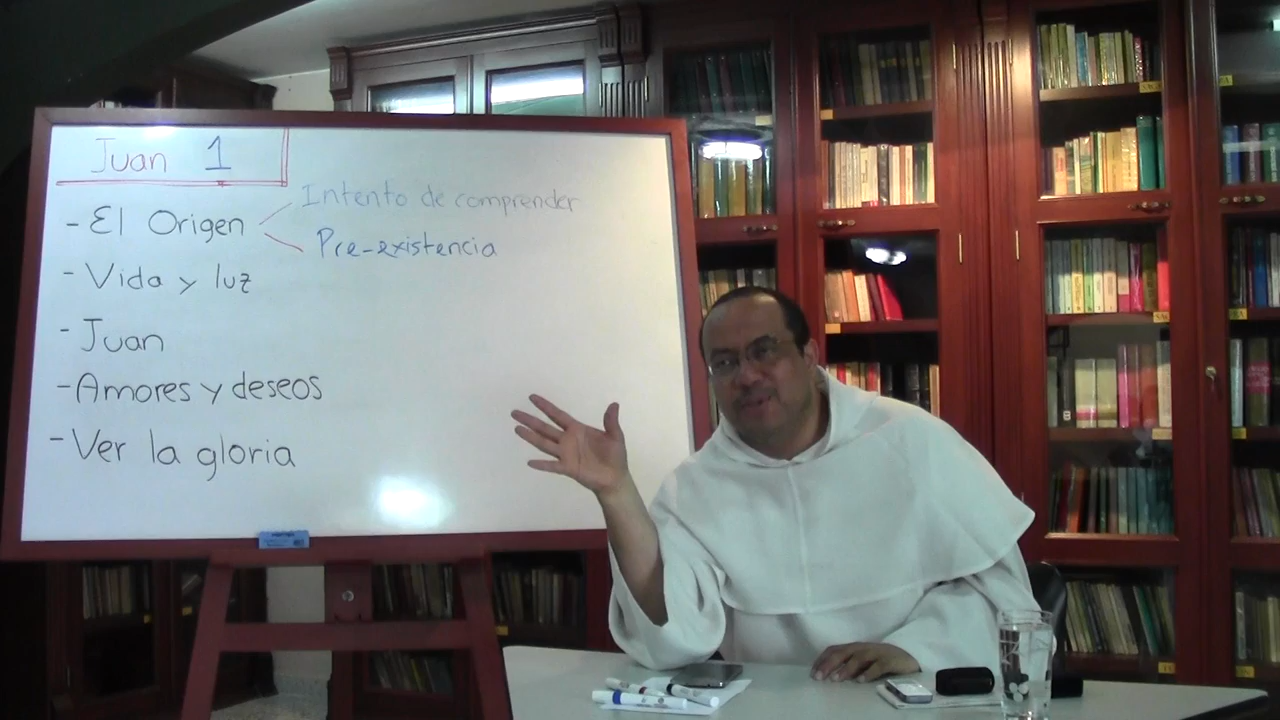 Juan 1
- El Origen
Intento de comprender
Pre-existencia
- Vida y luz
- Juan
- Amores y deseos
- Ver la gloria